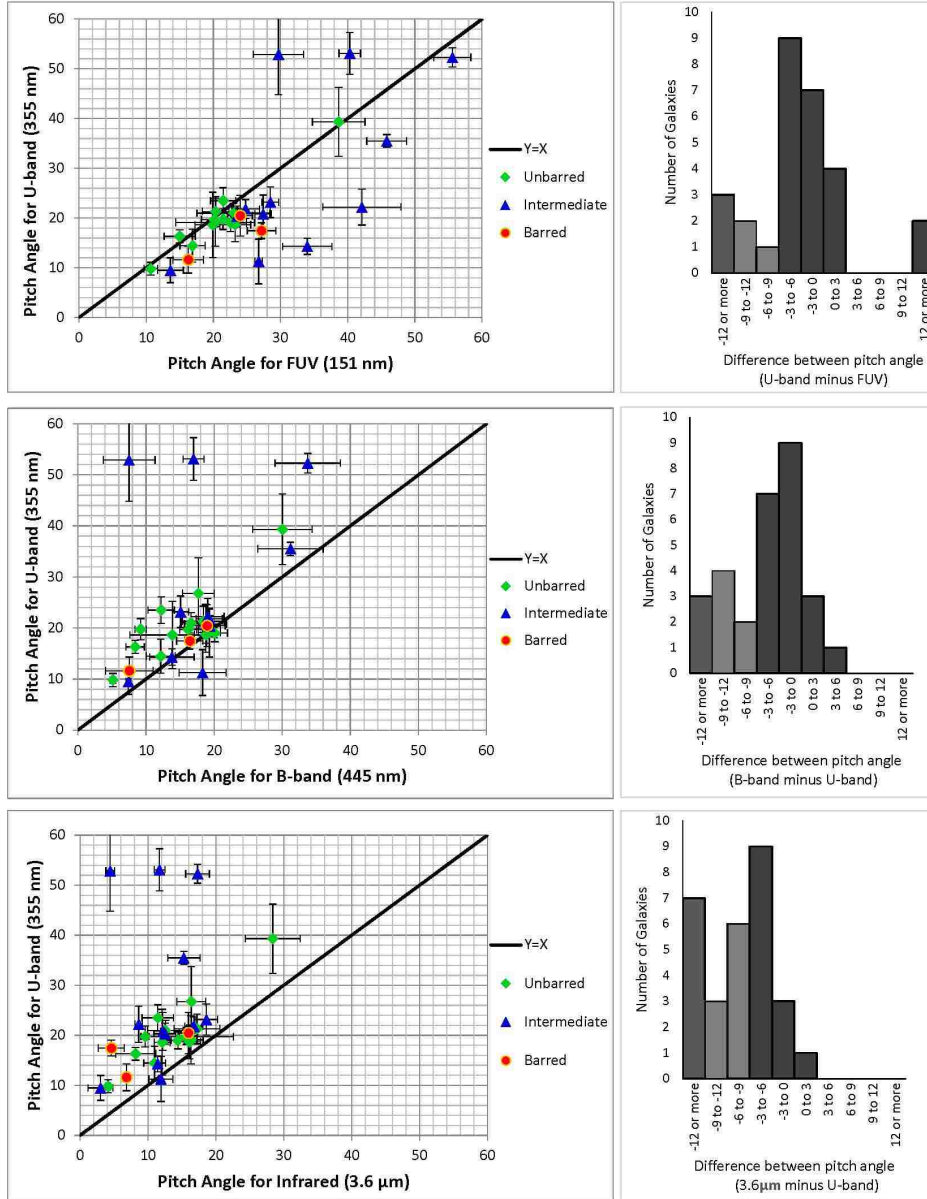 Pitch Angle for U-band (355 nm)
60
50
40
30
20
10
0
0 10 20 30 40 50 60
Pitch Angle for FUV (151 nm)
Y=X
Unbarred
Intermediate
Barred
Number of Galaxies
10
9
8
7
6
5
4
3
2
1
0
-12 or more
-9 to -12
-6 to -9
-3 to -6
-3 to 0
0 to 3
3 to 6
6 to 9
9 to 12
12 or more
Difference between pitch angle
(U-band minus FUV)
Pitch Angle for U-band (355 nm)
60
50
40
30
20
10
0
0 10 20 30 40 50 60
Pitch Angle for B-band (445 nm)
Y=X
Unbarred
Intermediate
Barred
Number of Galaxies
10
9
8
7
6
5
4
3
2
1
0
-12 or more
-9 to -12
-6 to -9
-3 to -6
-3 to 0
0 to 3
3 to 6
6 to 9
9 to 12
12 or more
Difference between pitch angle
(B-band minus U-band)
Pitch Angle for U-band (355 nm)
60
50
40
30
20
10
0
0 10 20 30 40 50 60
Pitch Angle for Infrared (3.6 µm)
Y=X
Unbarred
Intermediate
Barred
Number of Galaxies
10
9
8
7
6
5
4
3
2
1
0
-12 or more
-9 to -12
-6 to -9
-3 to -6
-3 to 0
0 to 3
3 to 6
6 to 9
9 to 12
12 or more
Difference between pitch angle
(3.6µm minus U-band)